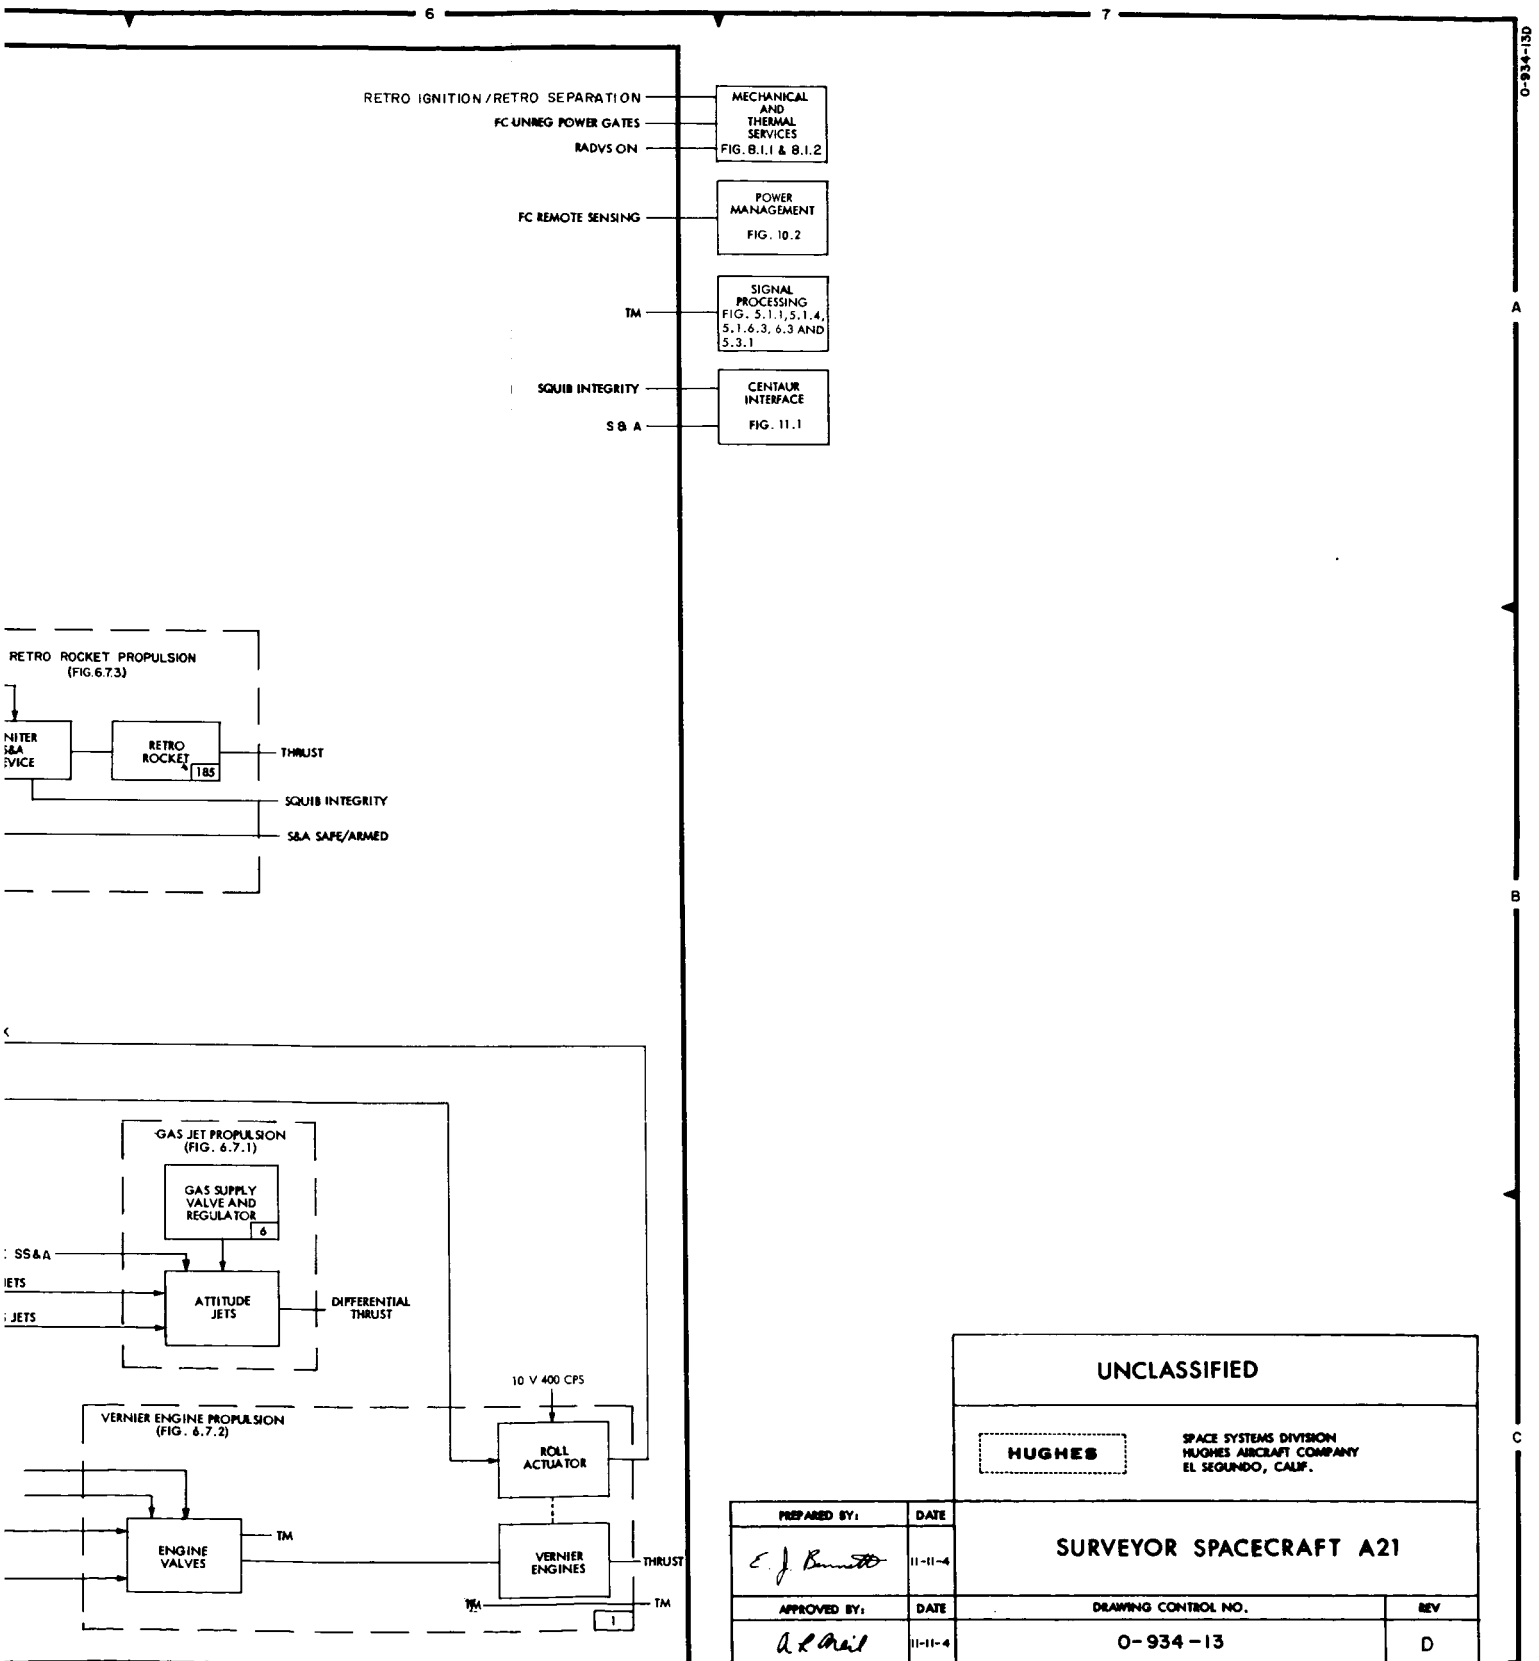 6
7
0-934-13D
RETRO IGNITION/RETRO SEPARATION
FC UNREG POWER GATES
RADVS ON
MECHANICAL
AND
THERMAL
SERVICES
FIG. 8.1.1 & 8.1.2
FC REMOTE SENSING
POWER
MANAGEMENT
FIG. 10.2
TM
SIGNAL
PROCESSING
FIG. 5.1.1, 5.1.4,
5.1.6.3, 6.3 AND
5.3.1
A
SQUIB INTEGRITY
S & A
CENTAUR
INTERFACE
FIG. 11.1
RETRO ROCKET PROPULSION
(FIG.6.7.3)
NITER
S&A
EVICE
RETRO
ROCKET
185
THRUST
SQUIB INTEGRITY
S&A SAFE/ARMED
B
GAS JET PROPULSION
(FIG. 6.7.1)
GAS SUPPLY
VALVE AND
REGULATOR
6
SS&A
JETS
JETS
ATTITUDE
JETS
DIFFERENTIAL
THRUST
10 V 400 CPS
VERNIER ENGINE PROPULSION
(FIG. 6.7.2)
ROLL
ACTUATOR
ENGINE
VALVES
TM
VERNIER
ENGINES
THRUST
TM
TM
1
UNCLASSIFIED
HUGHES
SPACE SYSTEMS DIVISION
HUGHES AIRCRAFT COMPANY
EL SEGUNDO, CALIF.
C
PREPARED BY:
DATE
E. J. Bennett
11-11-4
SURVEYOR SPACECRAFT A21
APPROVED BY:
DATE
11-11-4
DRAWING CONTROL NO.
REV
0-934-13
D